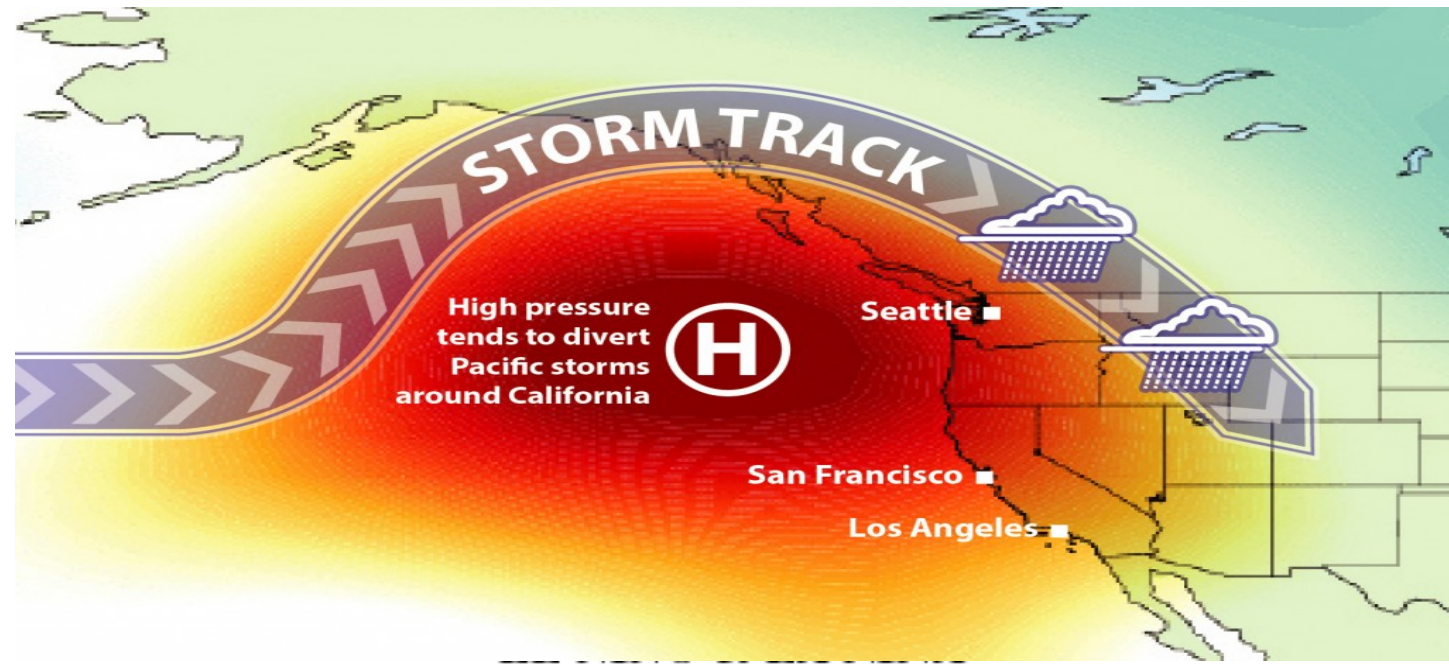 STORM TRACK
High pressure
tends to divert
Pacific storms
around California
H
Seattle
San Francisco
Los Angeles